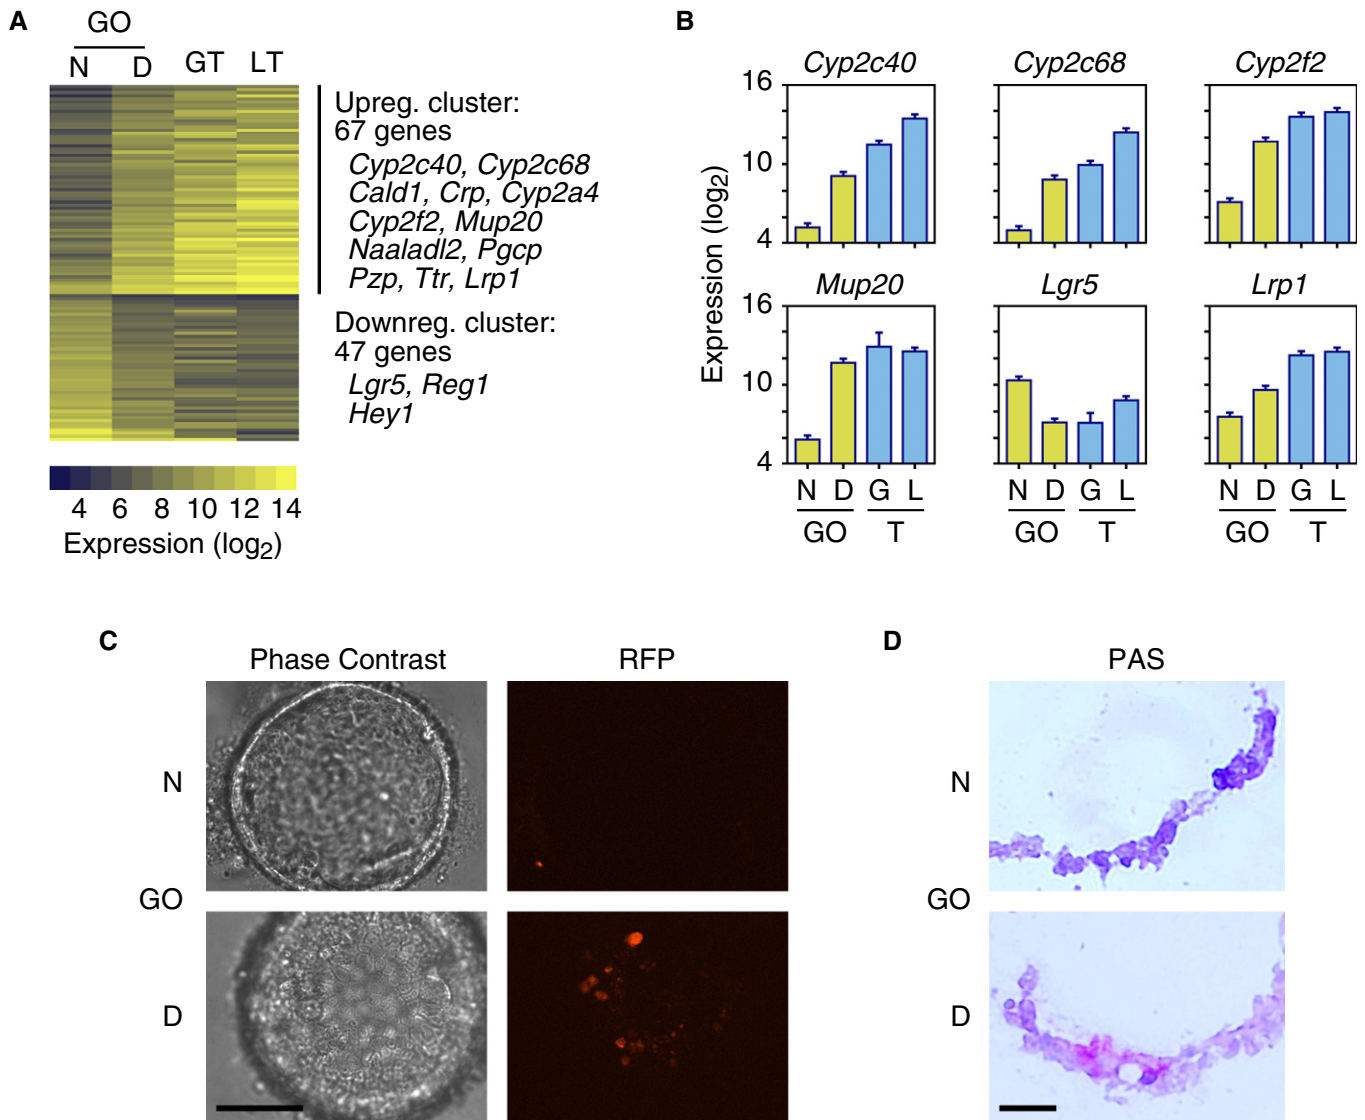 A
GO
N D GT LT
Upreg. cluster:
67 genes
Cyp2c40, Cyp2c68
Cald1, Crp, Cyp2a4
Cyp2f2, Mup20
Naaladl2, Pgcp
Pzp, Ttr, Lrp1
Downreg. cluster:
47 genes
Lgr5, Reg1
Hey1
4 6 8 10 12 14
Expression (log2)
B
Cyp2c40 Cyp2c68 Cyp2f2
16
10
4
Expression (log2)
Mup20 Lgr5 Lrp1
16
10
4
N D G L N D G L N D G L
GO T GO T GO T
C
Phase Contrast RFP
N
GO
D
D
PAS
N
GO
D